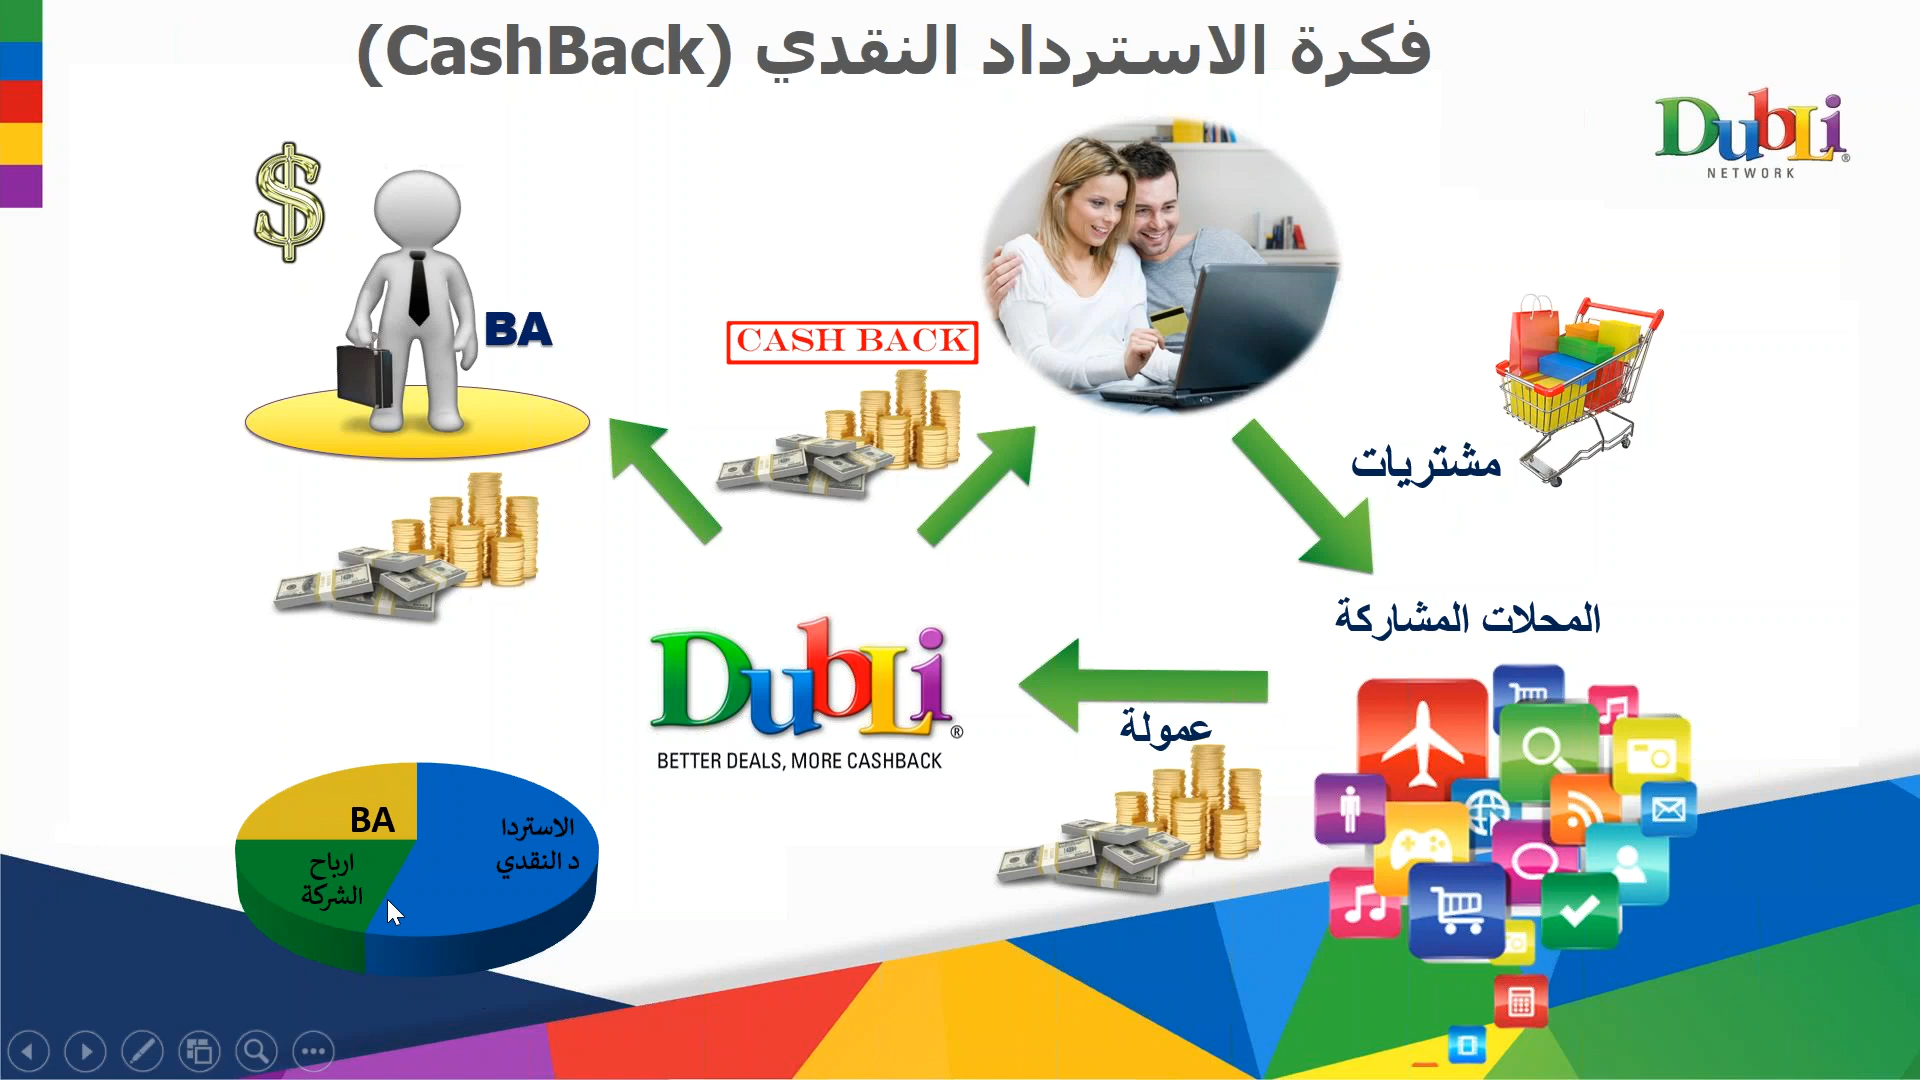 فكرة الاسترداد النقدي (CashBack)
DubLi®
NETWORK
$
BA
CASH BACK
مشتريات
المحلات المشاركة
عمولة
DubLi®
BETTER DEALS, MORE CASHBACK
BA
الاستردا
د النقدي
ارباح
الشركة